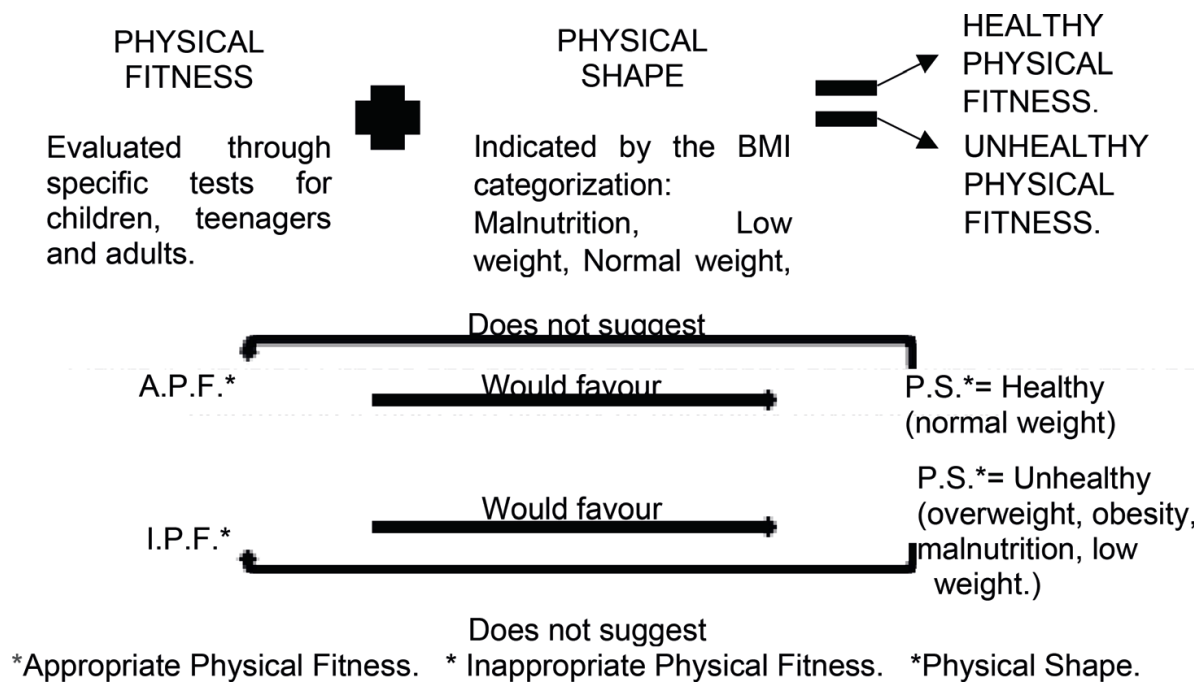 PHYSICAL
FITNESS
Evaluated through
specific tests for
children, teenagers
and adults.
PHYSICAL
SHAPE
Indicated by the BMI
categorization:
Malnutrition, Low
weight, Normal weight,
HEALTHY
PHYSICAL
FITNESS.
UNHEALTHY
PHYSICAL
FITNESS.
Does not suggest
A.P.F.*
Would favour
P.S.*= Healthy
(normal weight)
I.P.F.*
Would favour
P.S.*= Unhealthy
(overweight, obesity,
malnutrition, low
weight.)
Does not suggest
*Appropriate Physical Fitness. * Inappropriate Physical Fitness. *Physical Shape.